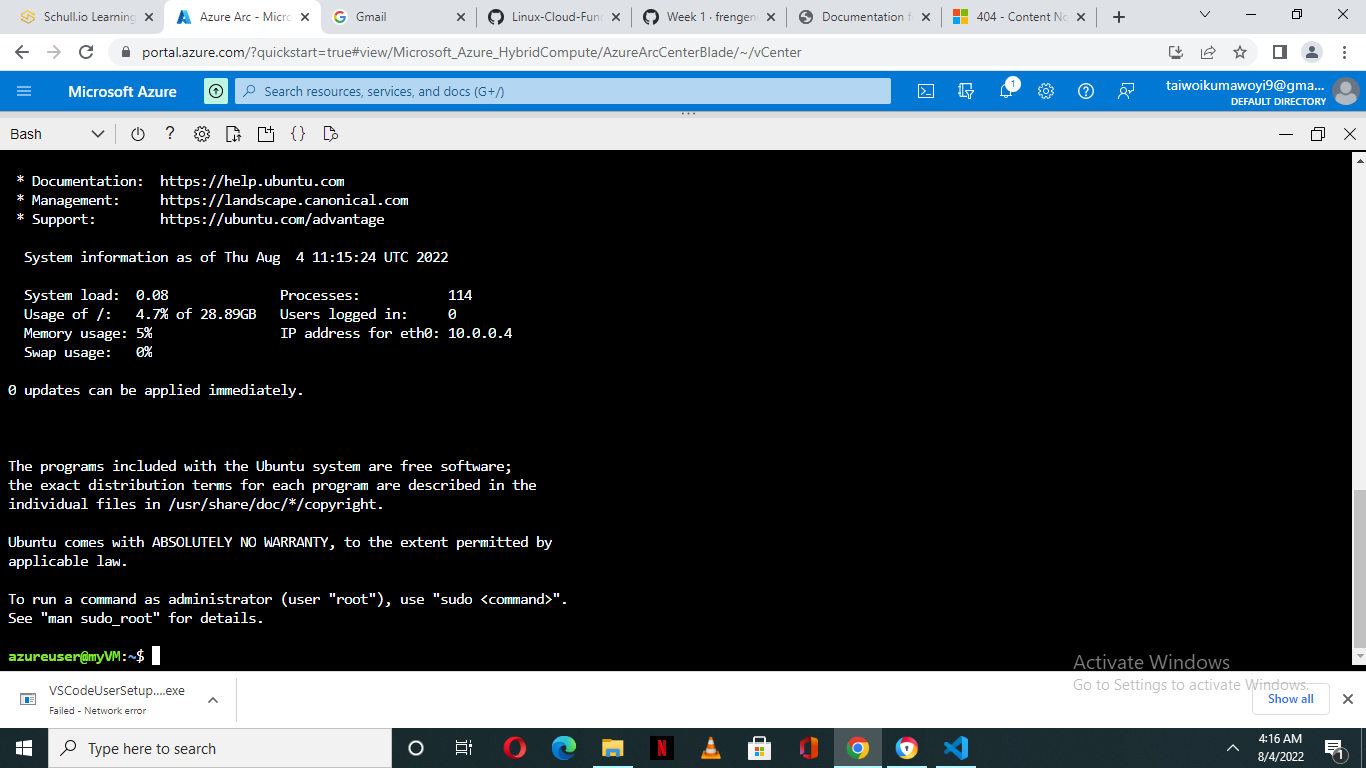 Schull.io Learning
Azure Arc - Micro
Gmail
Linux-Cloud-Fun
Week 1 · frengen
Documentation f
404 - Content No
portal.azure.com/?quickstart=true#view/Microsoft_Azure_HybridCompute/AzureArcCenterBlade/~/vCenter
Microsoft Azure
Search resources, services, and docs (G+/)
1
taiwoikumawoyi9@gma...
DEFAULT DIRECTORY
Bash
* Documentation: https://help.ubuntu.com
* Management: https://landscape.canonical.com
* Support: https://ubuntu.com/advantage
System information as of Thu Aug 4 11:15:24 UTC 2022
System load: 0.08 Processes: 114
Usage of /: 4.7% of 28.89GB Users logged in: 0
Memory usage: 5% IP address for eth0: 10.0.0.4
Swap usage: 0%
0 updates can be applied immediately.
The programs included with the Ubuntu system are free software;
the exact distribution terms for each program are described in the
individual files in /usr/share/doc/*/copyright.
Ubuntu comes with ABSOLUTELY NO WARRANTY, to the extent permitted by
applicable law.
To run a command as administrator (user "root"), use "sudo <command>".
See "man sudo_root" for details.
azureuser@myVM:~$
Activate Windows
Go to Settings to activate Windows.
VSCodeUserSetup....exe
Failed - Network error
Show all
Type here to search
4:16 AM
8/4/2022
1